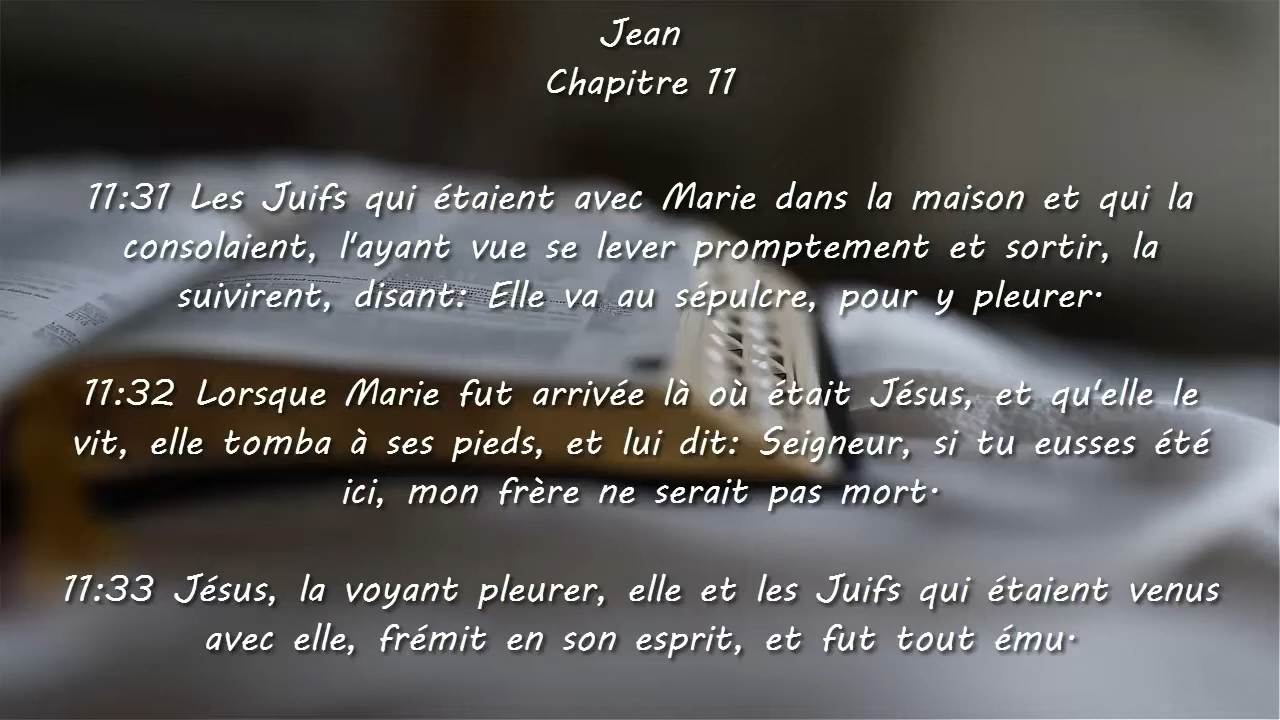 Jean
Chapitre 11
11:31 Les Juifs qui étaient avec Marie dans la maison et qui la
consolaient, l'ayant vue se lever promptement et sortir, la
suivirent, disant: Elle va au sépulcre, pour y pleurer.
11:32 Lorsque Marie fut arrivée là où était Jésus, et qu'elle le
vit, elle tomba à ses pieds, et lui dit: Seigneur, si tu eusses été
ici, mon frère ne serait pas mort.
11:33 Jésus, la voyant pleurer, elle et les Juifs qui étaient venus
avec elle, frémit en son esprit, et fut tout ému.